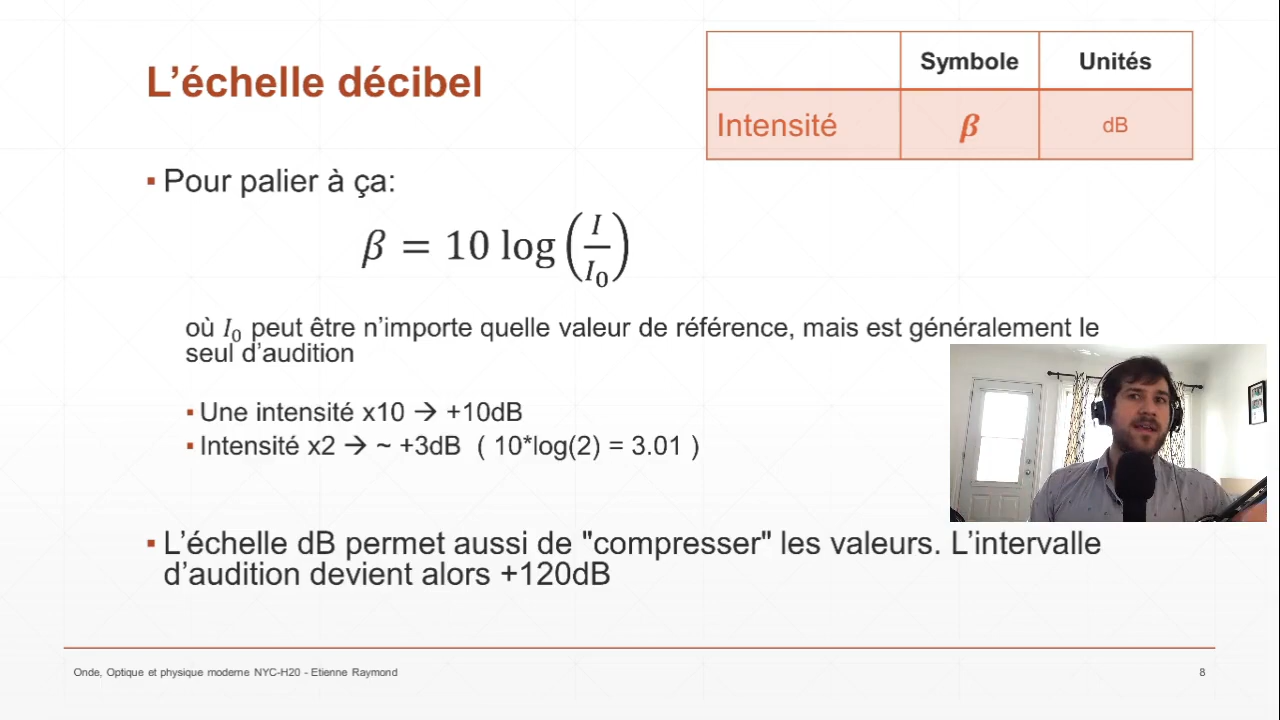 L’échelle décibel
Symbole Unités
Intensité β dB
▪ Pour palier à ça:
β = 10 log(I/I₀)
où I₀ peut être n’importe quelle valeur de référence, mais est généralement le
seul d’audition
▪ Une intensité x10 → +10dB
▪ Intensité x2 → ~ +3dB ( 10*log(2) = 3.01 )
▪ L’échelle dB permet aussi de "compresser" les valeurs. L’intervalle
d’audition devient alors +120dB
Onde, Optique et physique moderne NYC-H20 - Etienne Raymond 8